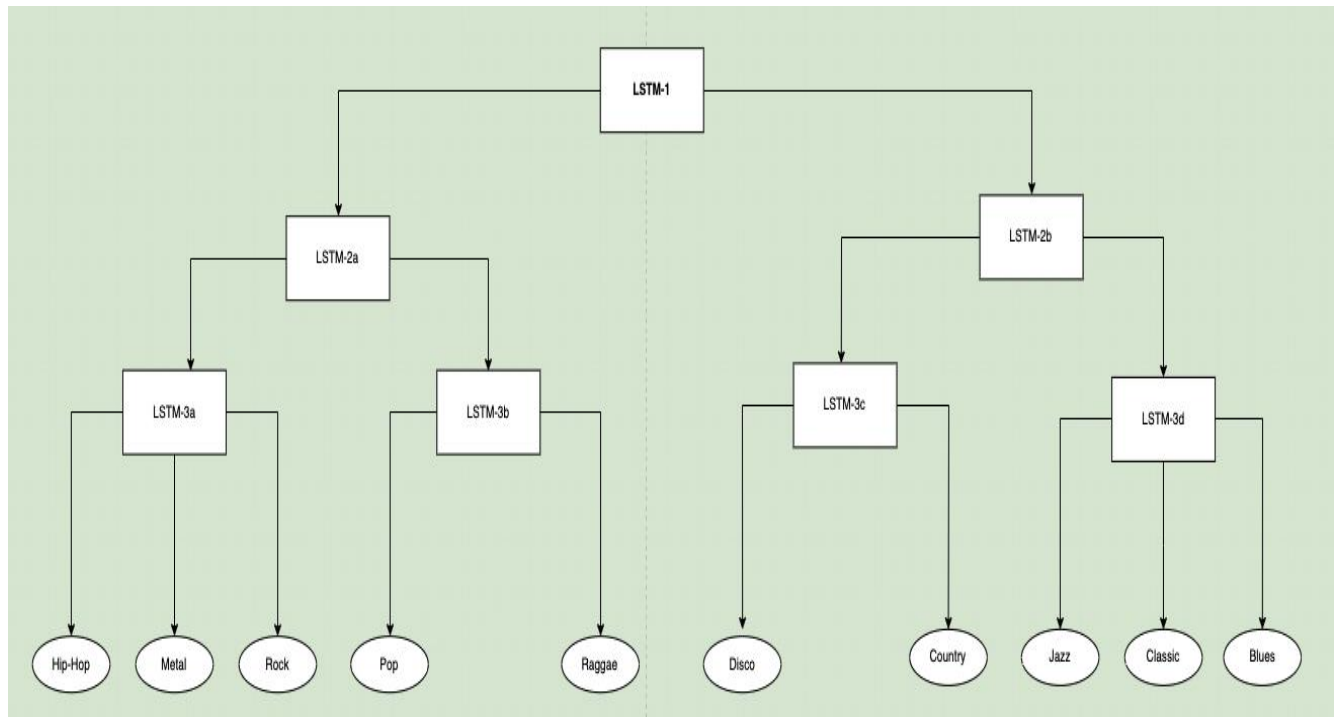 LSTM-1
LSTM-2b
LSTM-2a
LSTM-3a
LSTM-3b
LSTM-3c
LSTM-3d
Hip-Hop
Metal
Rock
Pop
Raggae
Disco
Country
Jazz
Classic
Blues